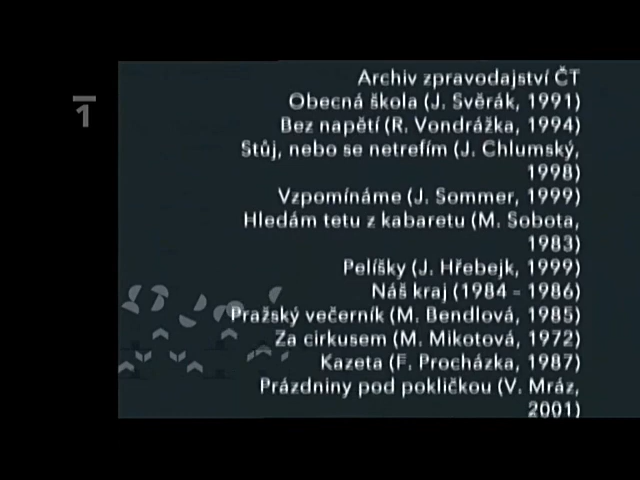 1
Archiv zpravodajství ČT
Obecná škola (J. Svěrák, 1991)
Bez napětí (R. Vondrážka, 1994)
Stůj, nebo se netrefím (J. Chlumský,
1998)
Vzpomínáme (J. Sommer, 1999)
Hledám tetu z kabaretu (M. Sobota,
1983)
Pelíšky (J. Hřebejk, 1999)
Náš kraj (1984 - 1986)
Pražský večerník (M. Bendlová, 1985)
Za cirkusem (M. Mikotová, 1972)
Kazeta (F. Procházka, 1987)
Prázdniny pod pokličkou (V. Mráz,
2001)